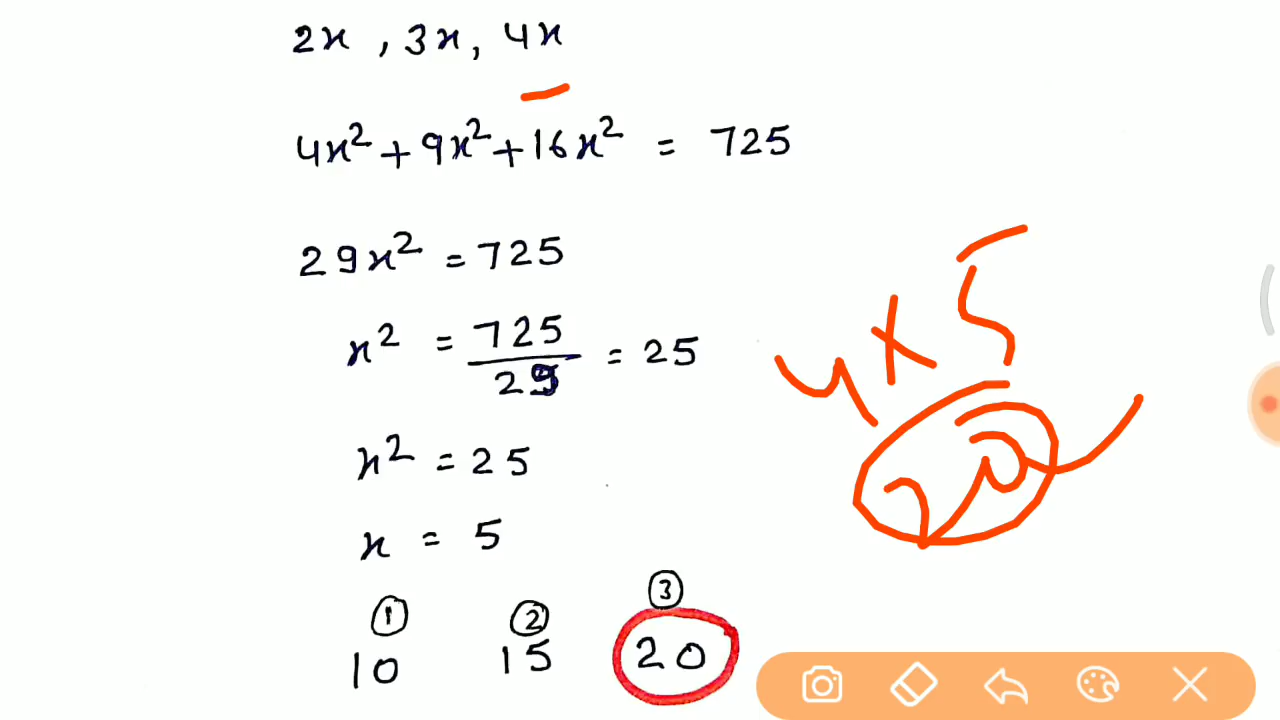 2x , 3x, 4x
4x² + 9x² + 16x² = 725
29x² = 725
x² = 725/29 = 25
x² = 25
x = 5
① ② ③
10 15 20
4 × 5
20